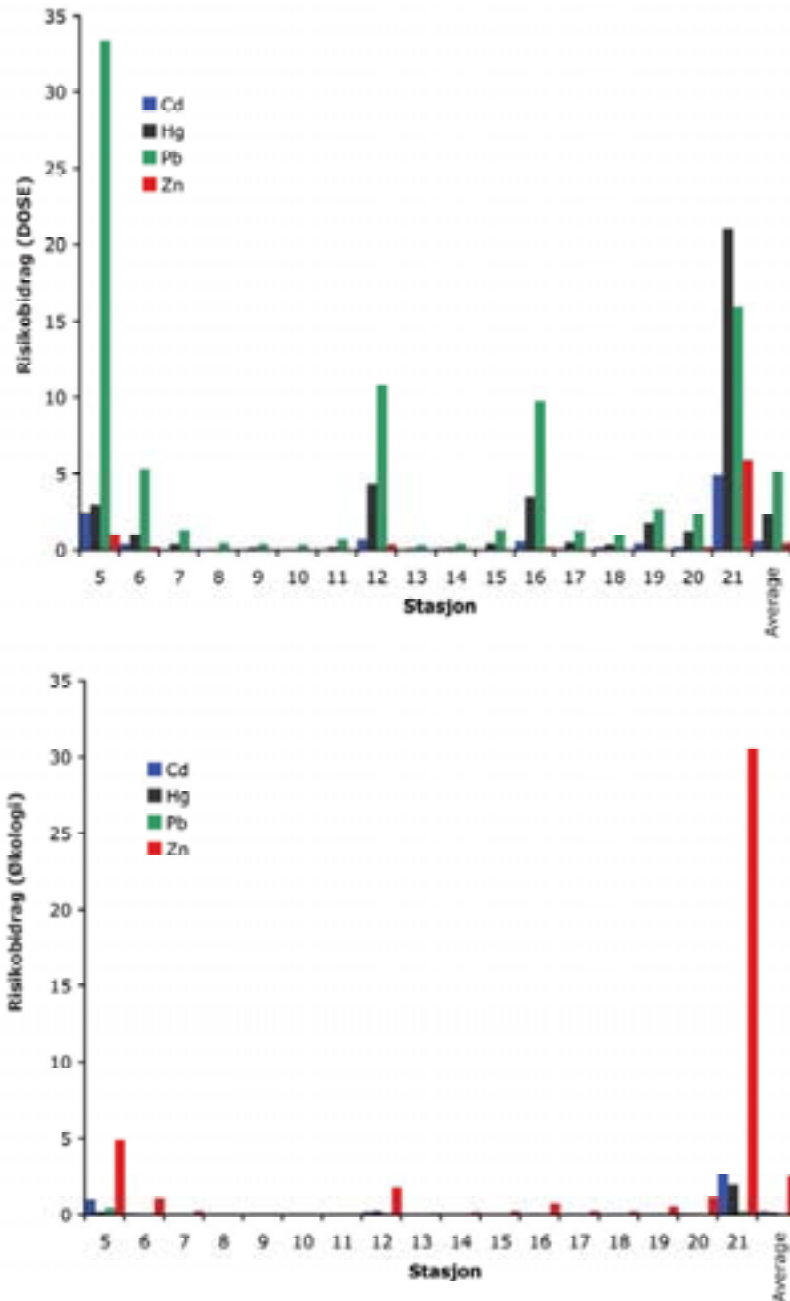 35
30
25
20
15
10
5
0
Risikobidrag (DOSE)
Cd
Hg
Pb
Zn
5 6 7 8 9 10 11 12 13 14 15 16 17 18 19 20 21 Average
Stasjon
35
30
25
20
15
10
5
0
Risikobidrag (Økologi)
Cd
Hg
Pb
Zn
5 6 7 8 9 10 11 12 13 14 15 16 17 18 19 20 21 Average
Stasjon